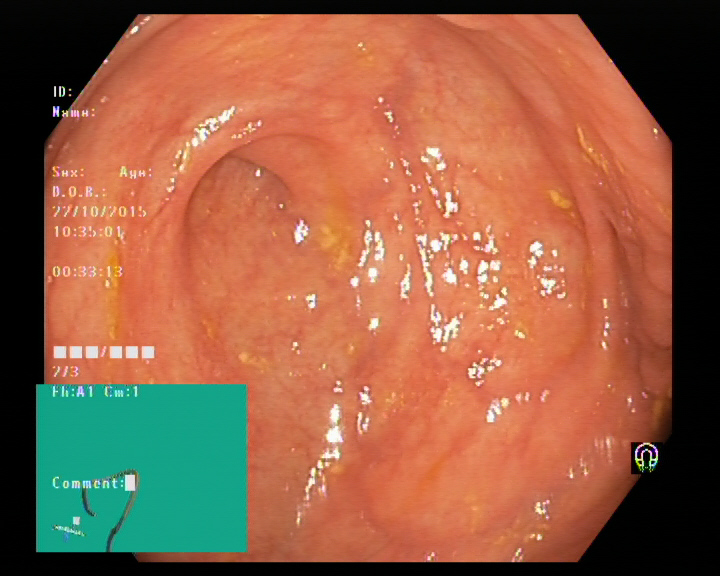 ID:
Name:
Sex: Age:
D.O.B.:
27/10/2015
10:35:01
00:33:13
■■■/■■■
7/3
Ph:A1 Cm:1
Comment: